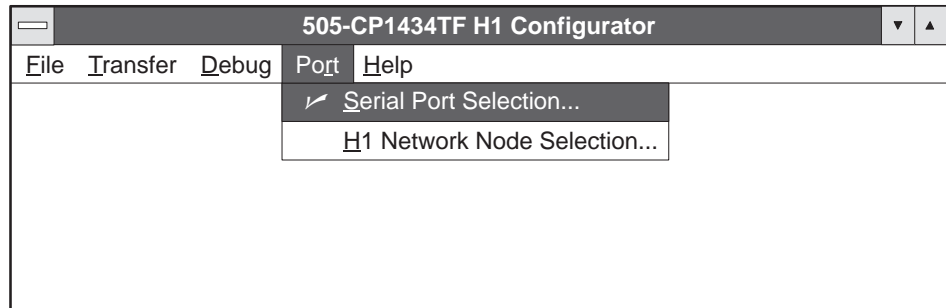 505-CP1434TF H1 Configurator
File Transfer Debug Port Help
Serial Port Selection...
H1 Network Node Selection...